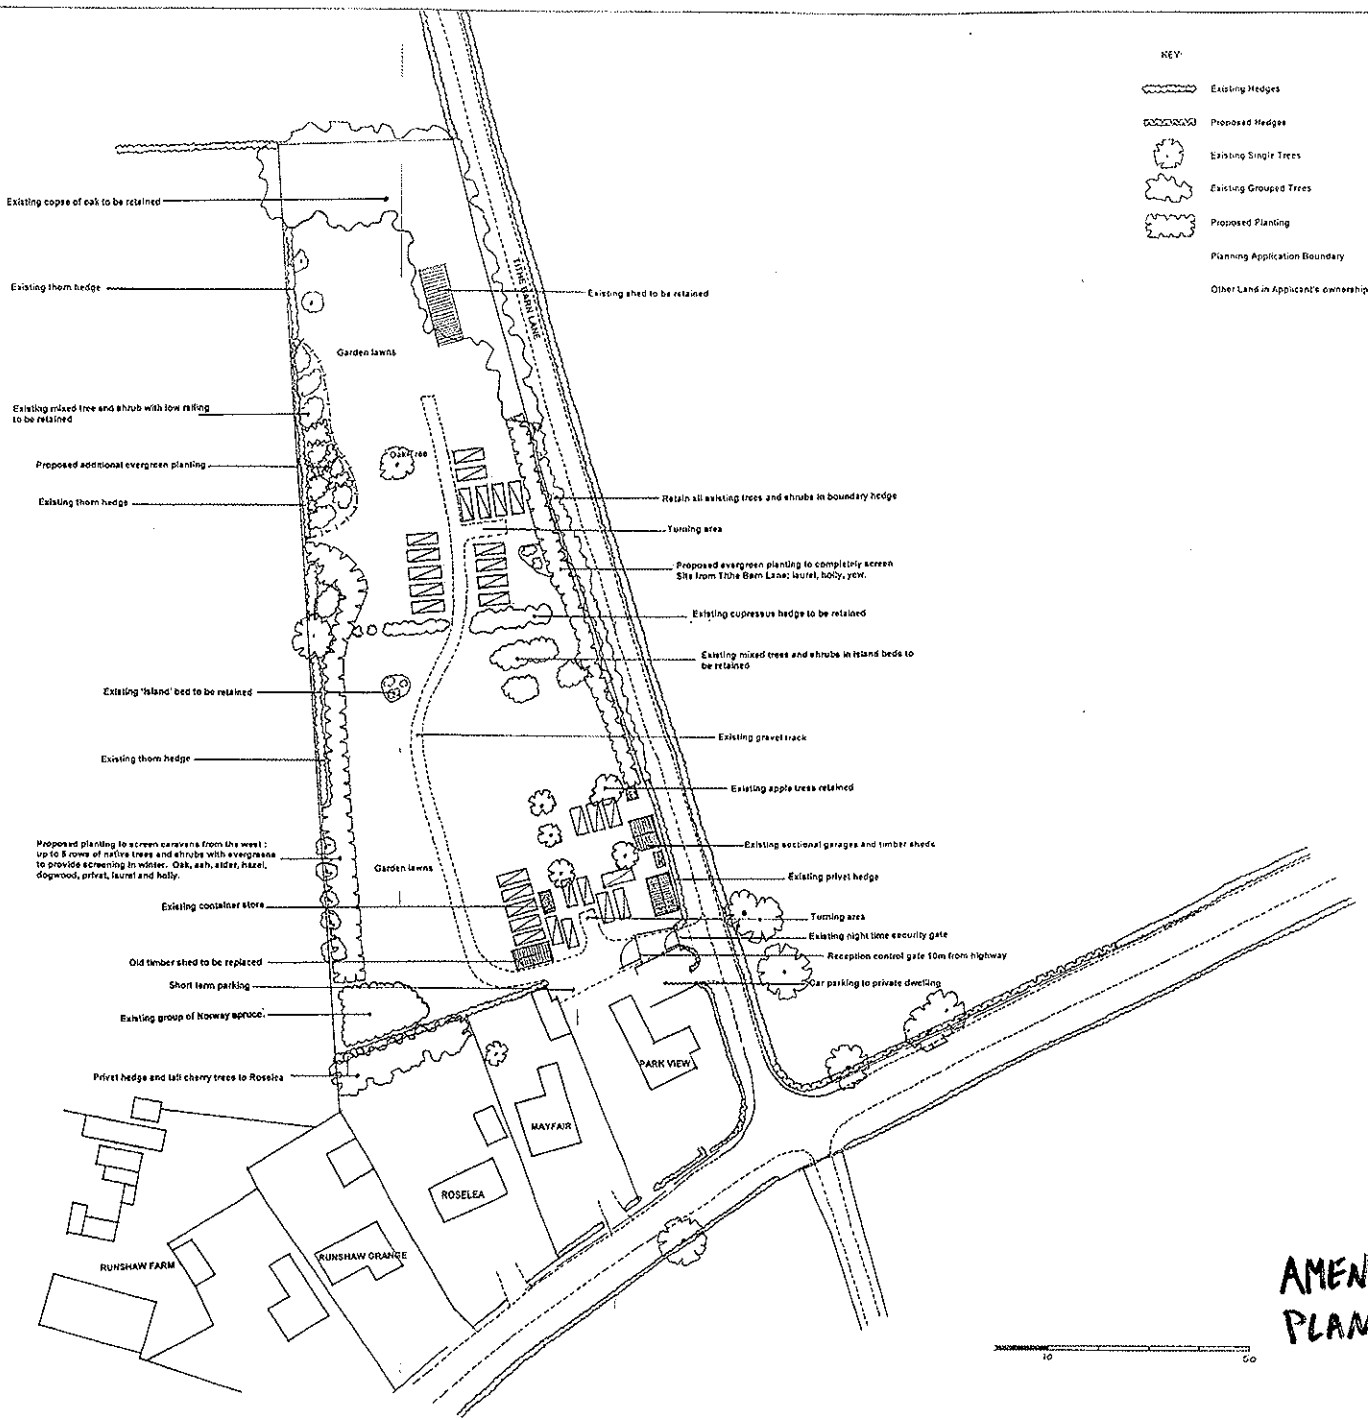 KEY
Existing Hedges
Proposed Hedges
Existing Single Trees
Existing Grouped Trees
Proposed Planting
Planning Application Boundary
Other Land in Applicant's ownership
Existing copse of oak to be retained
Existing thorn hedge
Existing shed to be retained
TITHE BARN LANE
Garden lawns
Existing mixed tree and shrub with low railing
to be retained
Oak Tree
Proposed additional evergreen planting
Existing thorn hedge
Retain all existing trees and shrubs in boundary hedge
Turning area
Proposed evergreen planting to completely screen
Site from Tithe Barn Lane; laurel, holly, yew.
Existing cupressus hedge to be retained
Existing mixed trees and shrubs in island beds to
be retained
Existing 'island' bed to be retained
Existing gravel track
Existing thorn hedge
Existing apple trees retained
Proposed planting to screen caravans from the west :
up to 5 rows of native trees and shrubs with evergreens
to provide screening in winter. Oak, ash, alder, hazel,
dogwood, privet, laurel and holly.
Existing sectional garages and timber sheds
Garden lawns
Existing privet hedge
Existing container store
Turning area
Existing night time security gate
Old timber shed to be replaced
Reception control gate 10m from highway
Short term parking
Car parking to private dwelling
Existing group of Norway spruce.
PARK VIEW
Privet hedge and tall cherry trees to Roselea
MAYFAIR
ROSELEA
RUNSHAW GRANGE
RUNSHAW FARM
AMEN
PLAN
10
50